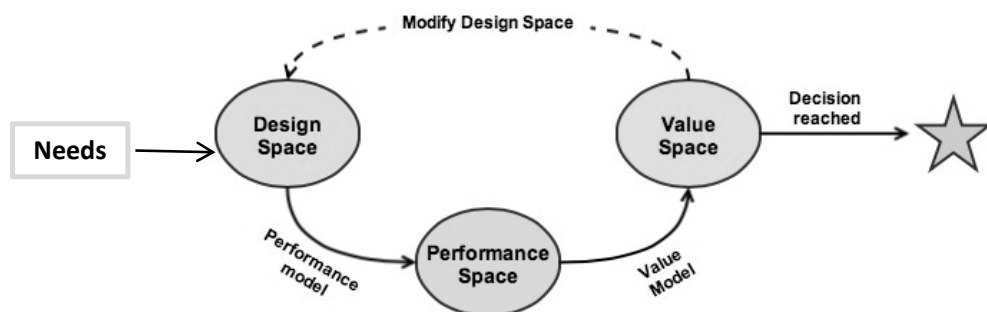 Modify Design Space
Needs
Design
Space
Value
Space
Decision
reached
Performance
model
Performance
Space
Value
Model